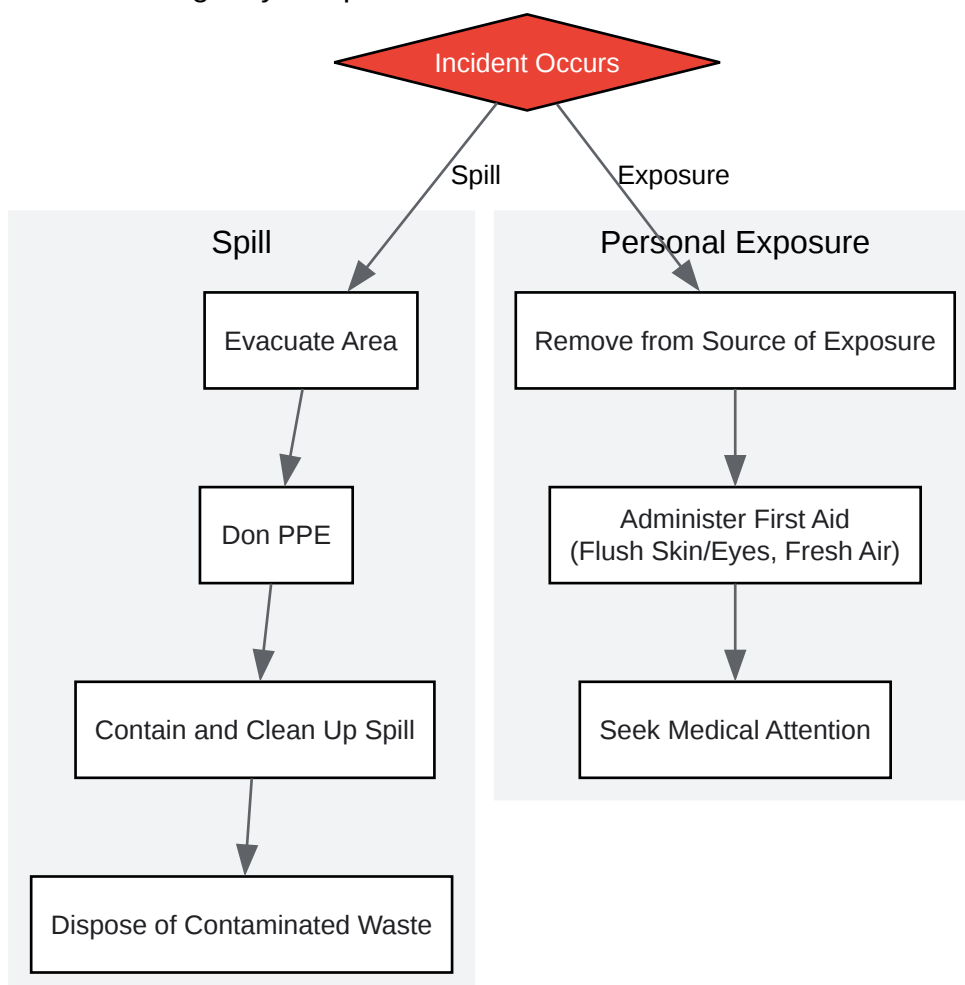 Incident Occurs
Spill
Exposure
Spill
Evacuate Area
Don PPE
Contain and Clean Up Spill
Dispose of Contaminated Waste
Personal Exposure
Remove from Source of Exposure
Administer First Aid
(Flush Skin/Eyes, Fresh Air)
Seek Medical Attention